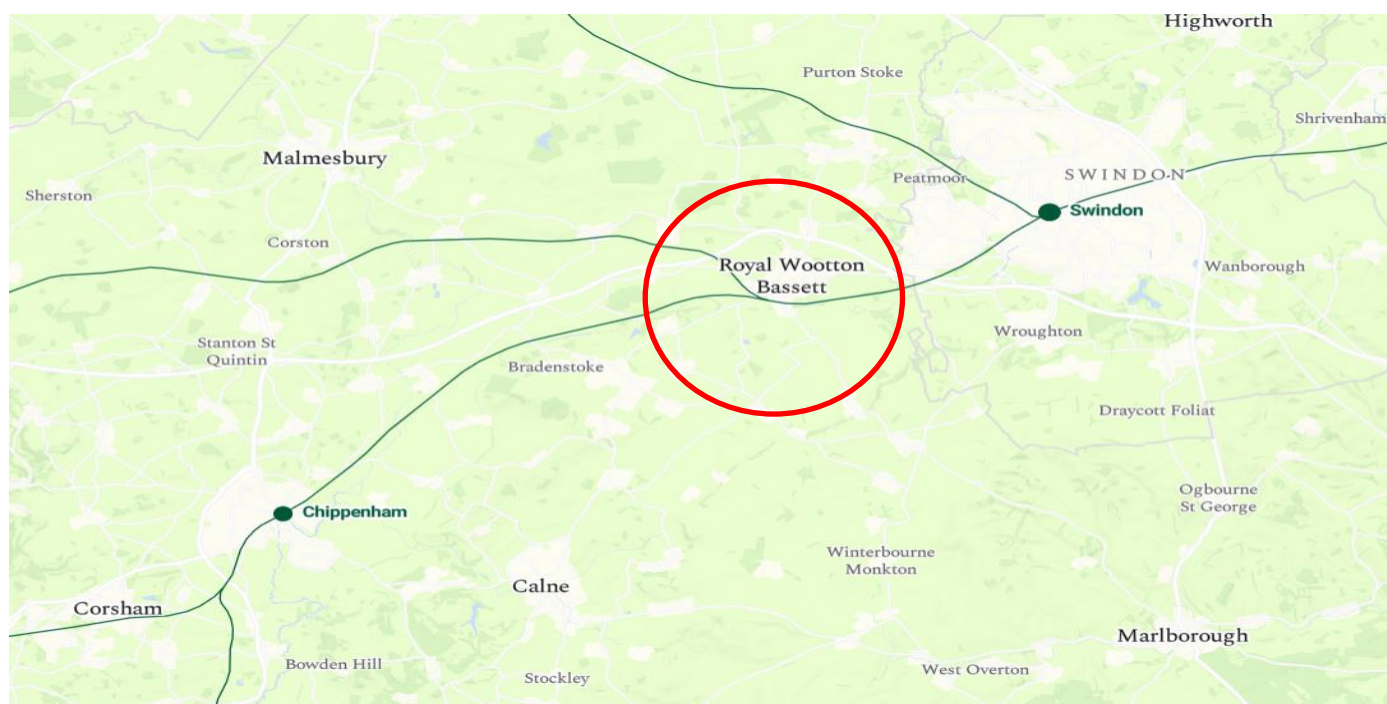 Highworth
Purton Stoke
Shrivenham
Malmesbury
Peatmoor
SWINDON
Sherston
Swindon
Corston
Royal Wootton
Bassett
Wanborough
Wroughton
Stanton St
Quintin
Bradenstoke
Draycott Foliat
Ogbourne
St George
Chippenham
Winterbourne
Monkton
Calne
Corsham
Marlborough
Bowden Hill
West Overton
Stockley